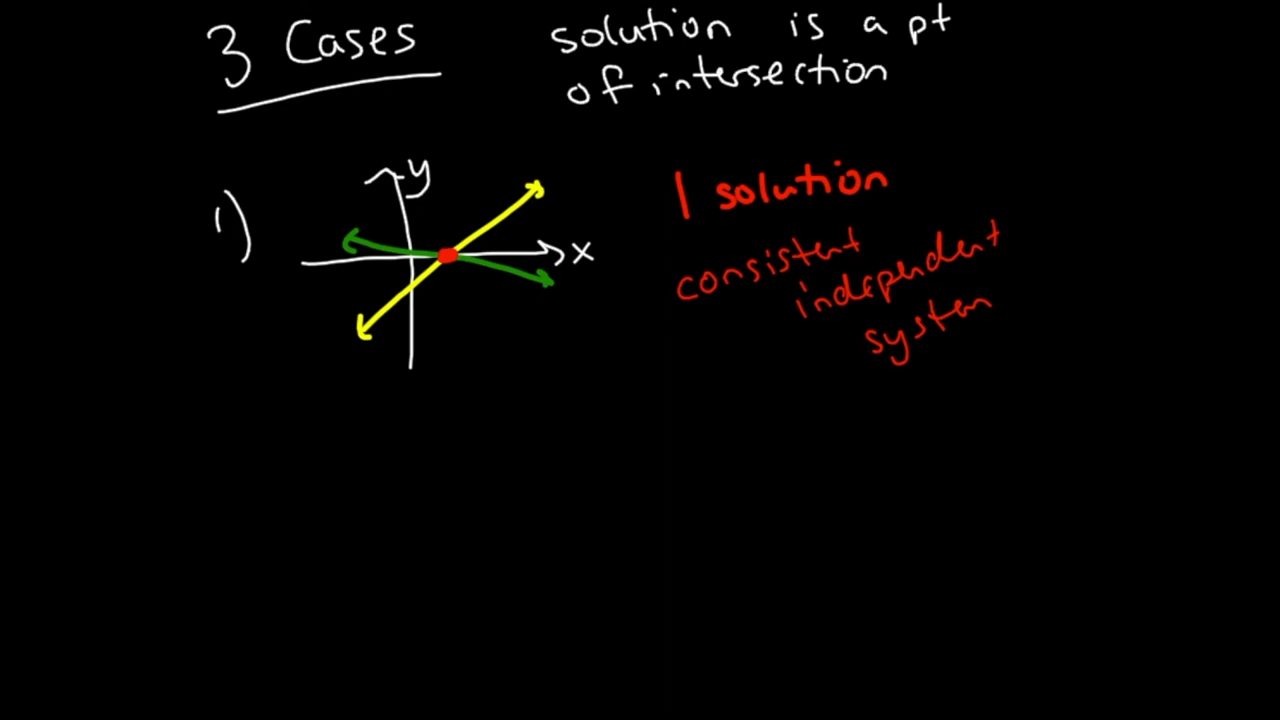 3 Cases
solution is a pt
of intersection
1)
y
x
1 solution
consistent
independent
system